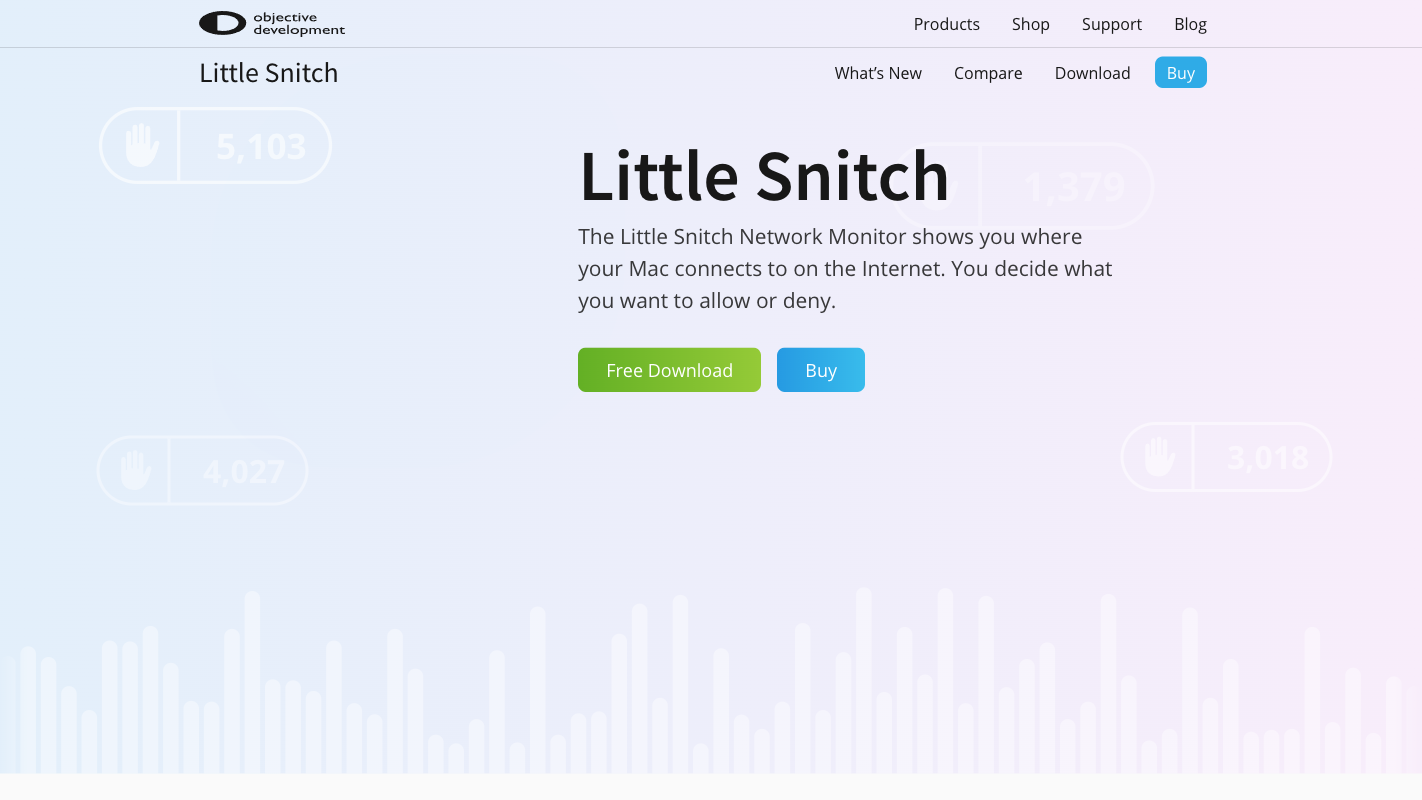 objective
development
Products
Shop
Support
Blog
Little Snitch
What’s New
Compare
Download
Buy
5,103
1,379
Little Snitch
The Little Snitch Network Monitor shows you where
your Mac connects to on the Internet. You decide what
you want to allow or deny.
Free Download
Buy
4,027
3,018